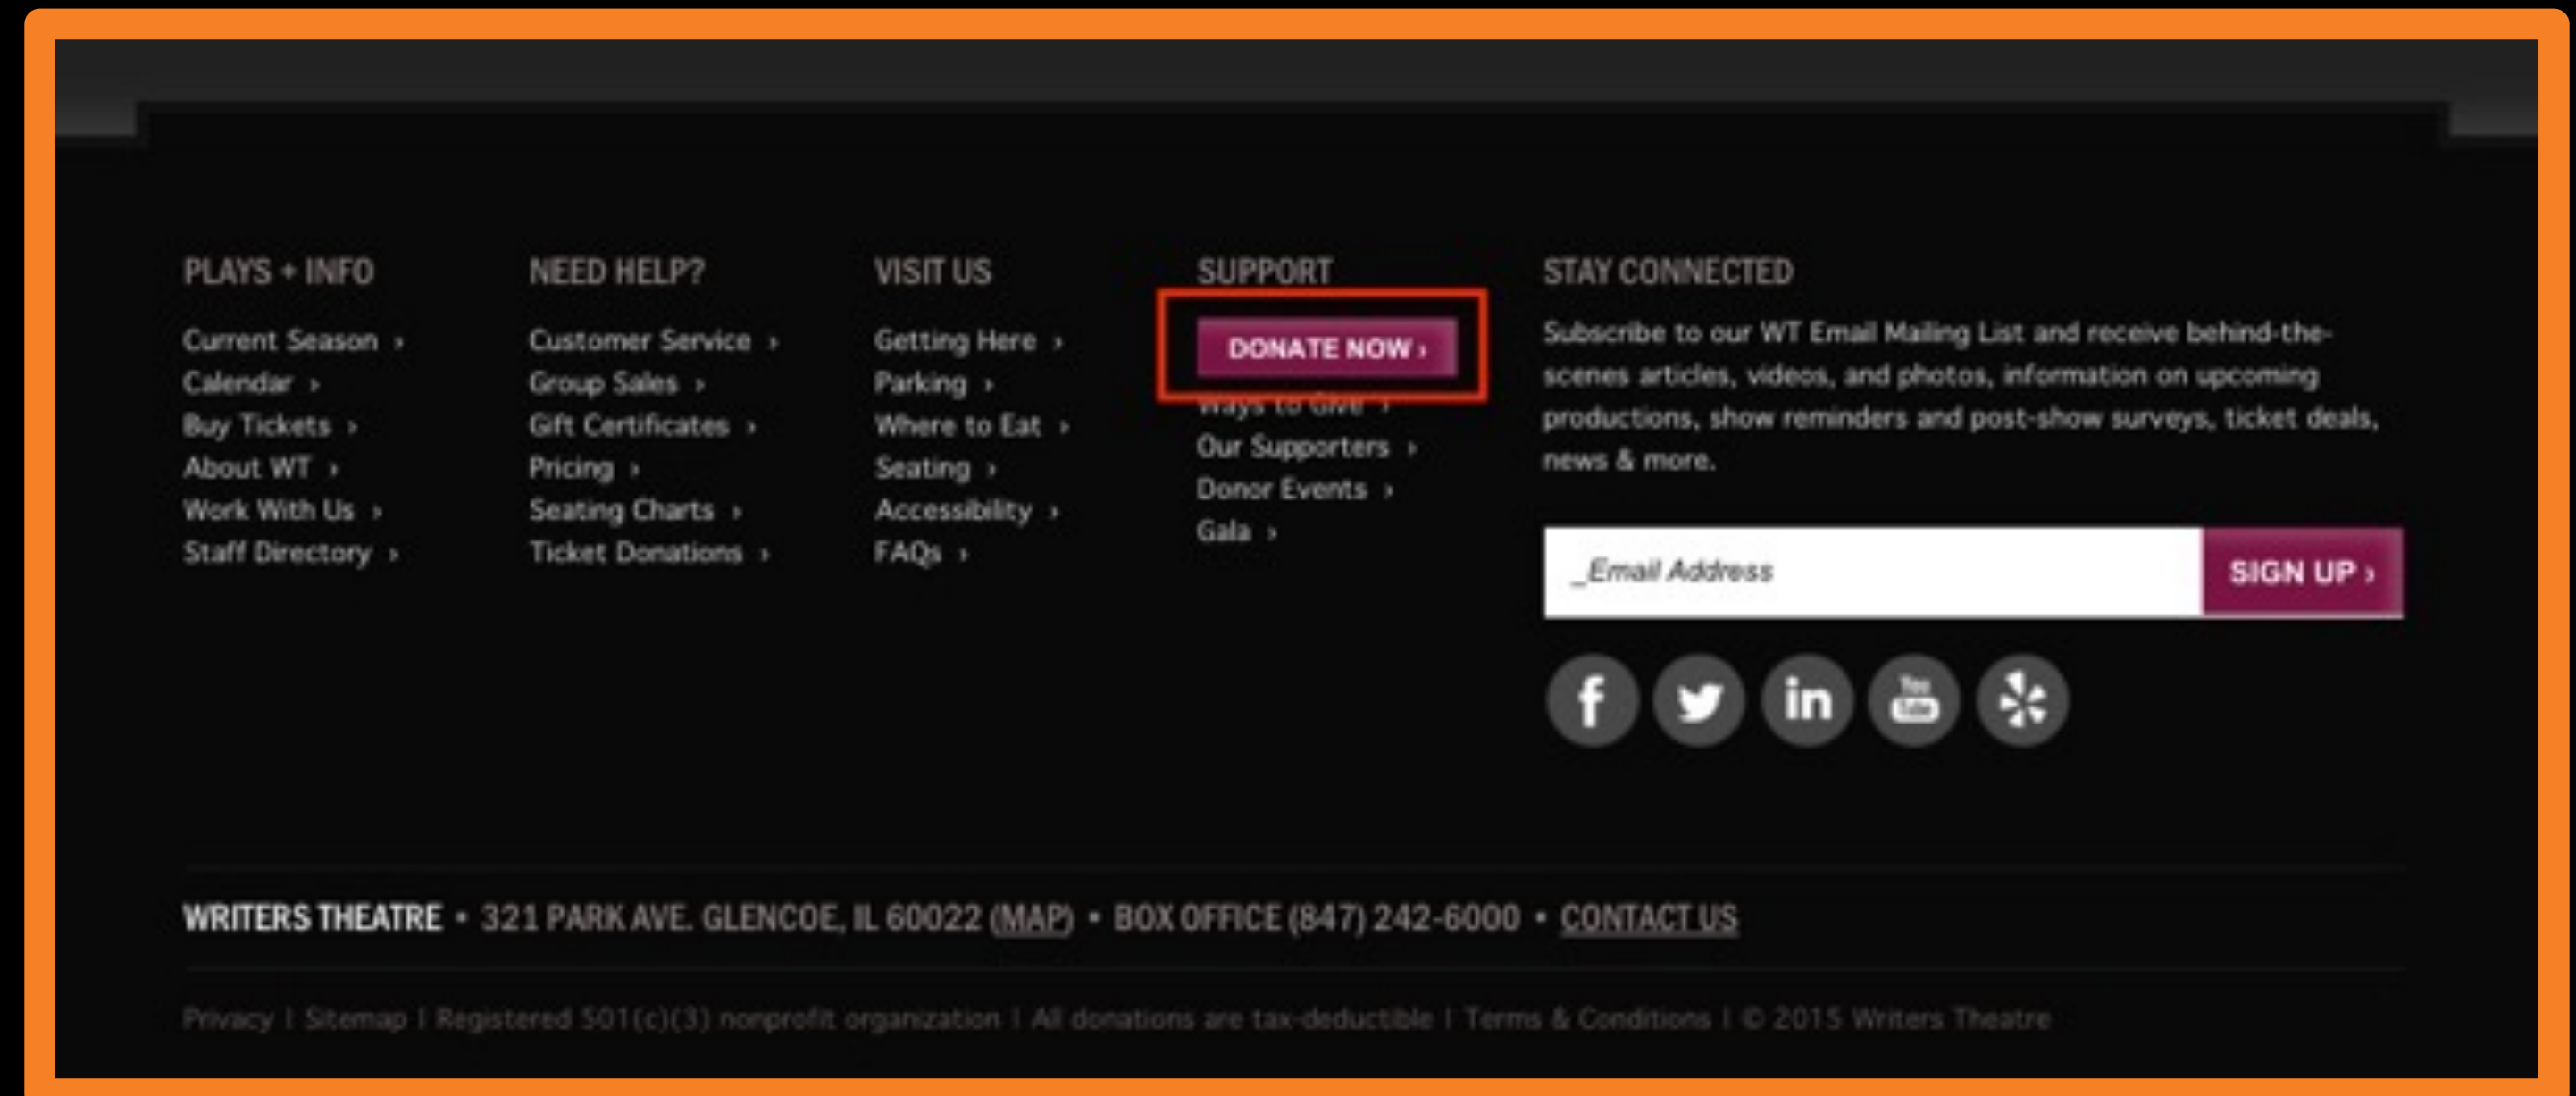 PLAYS + INFO
Current Season ›
Calendar ›
Buy Tickets ›
About WT ›
Work With Us ›
Staff Directory ›
NEED HELP?
Customer Service ›
Group Sales ›
Gift Certificates ›
Pricing ›
Seating Charts ›
Ticket Donations ›
VISIT US
Getting Here ›
Parking ›
Where to Eat ›
Seating ›
Accessibility ›
FAQs ›
SUPPORT
DONATE NOW ›
Ways to Give ›
Our Supporters ›
Donor Events ›
Gala ›
STAY CONNECTED
Subscribe to our WT Email Mailing List and receive behind-the-
scenes articles, videos, and photos, information on upcoming
productions, show reminders and post-show surveys, ticket deals,
news & more.
_Email Address
SIGN UP ›
f in You Tube
WRITERS THEATRE • 321 PARK AVE. GLENCOE, IL 60022 (MAP) • BOX OFFICE (847) 242-6000 • CONTACT US
Privacy | Sitemap | Registered 501(c)(3) nonprofit organization | All donations are tax-deductible | Terms & Conditions | © 2015 Writers Theatre